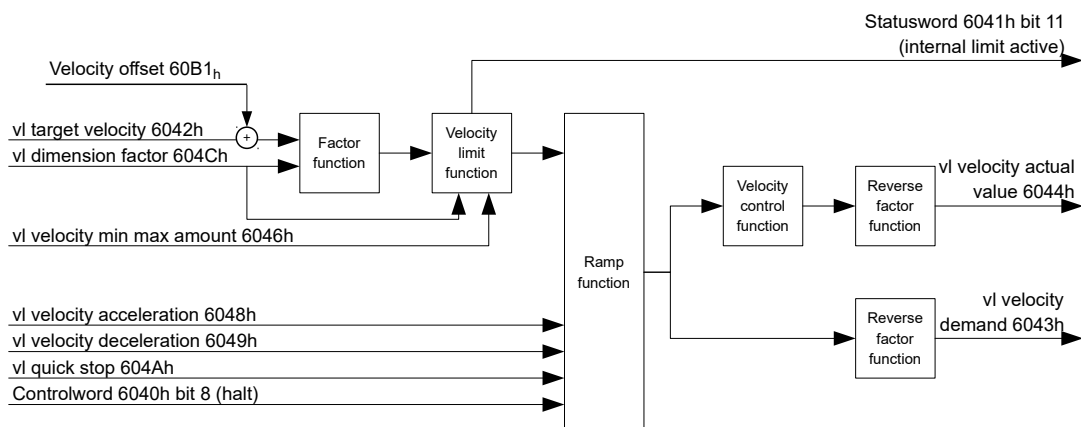 Statusword 6041h bit 11
(internal limit active)
Velocity offset 60B1h
vl target velocity 6042h
+
vl dimension factor 604Ch
Factor
function
Velocity
limit
function
vl velocity min max amount 6046h
Ramp
function
Velocity
control
function
Reverse
factor
function
vl velocity actual
value 6044h
vl velocity acceleration 6048h
vl velocity deceleration 6049h
vl quick stop 604Ah
Controlword 6040h bit 8 (halt)
Reverse
factor
function
vl velocity
demand 6043h